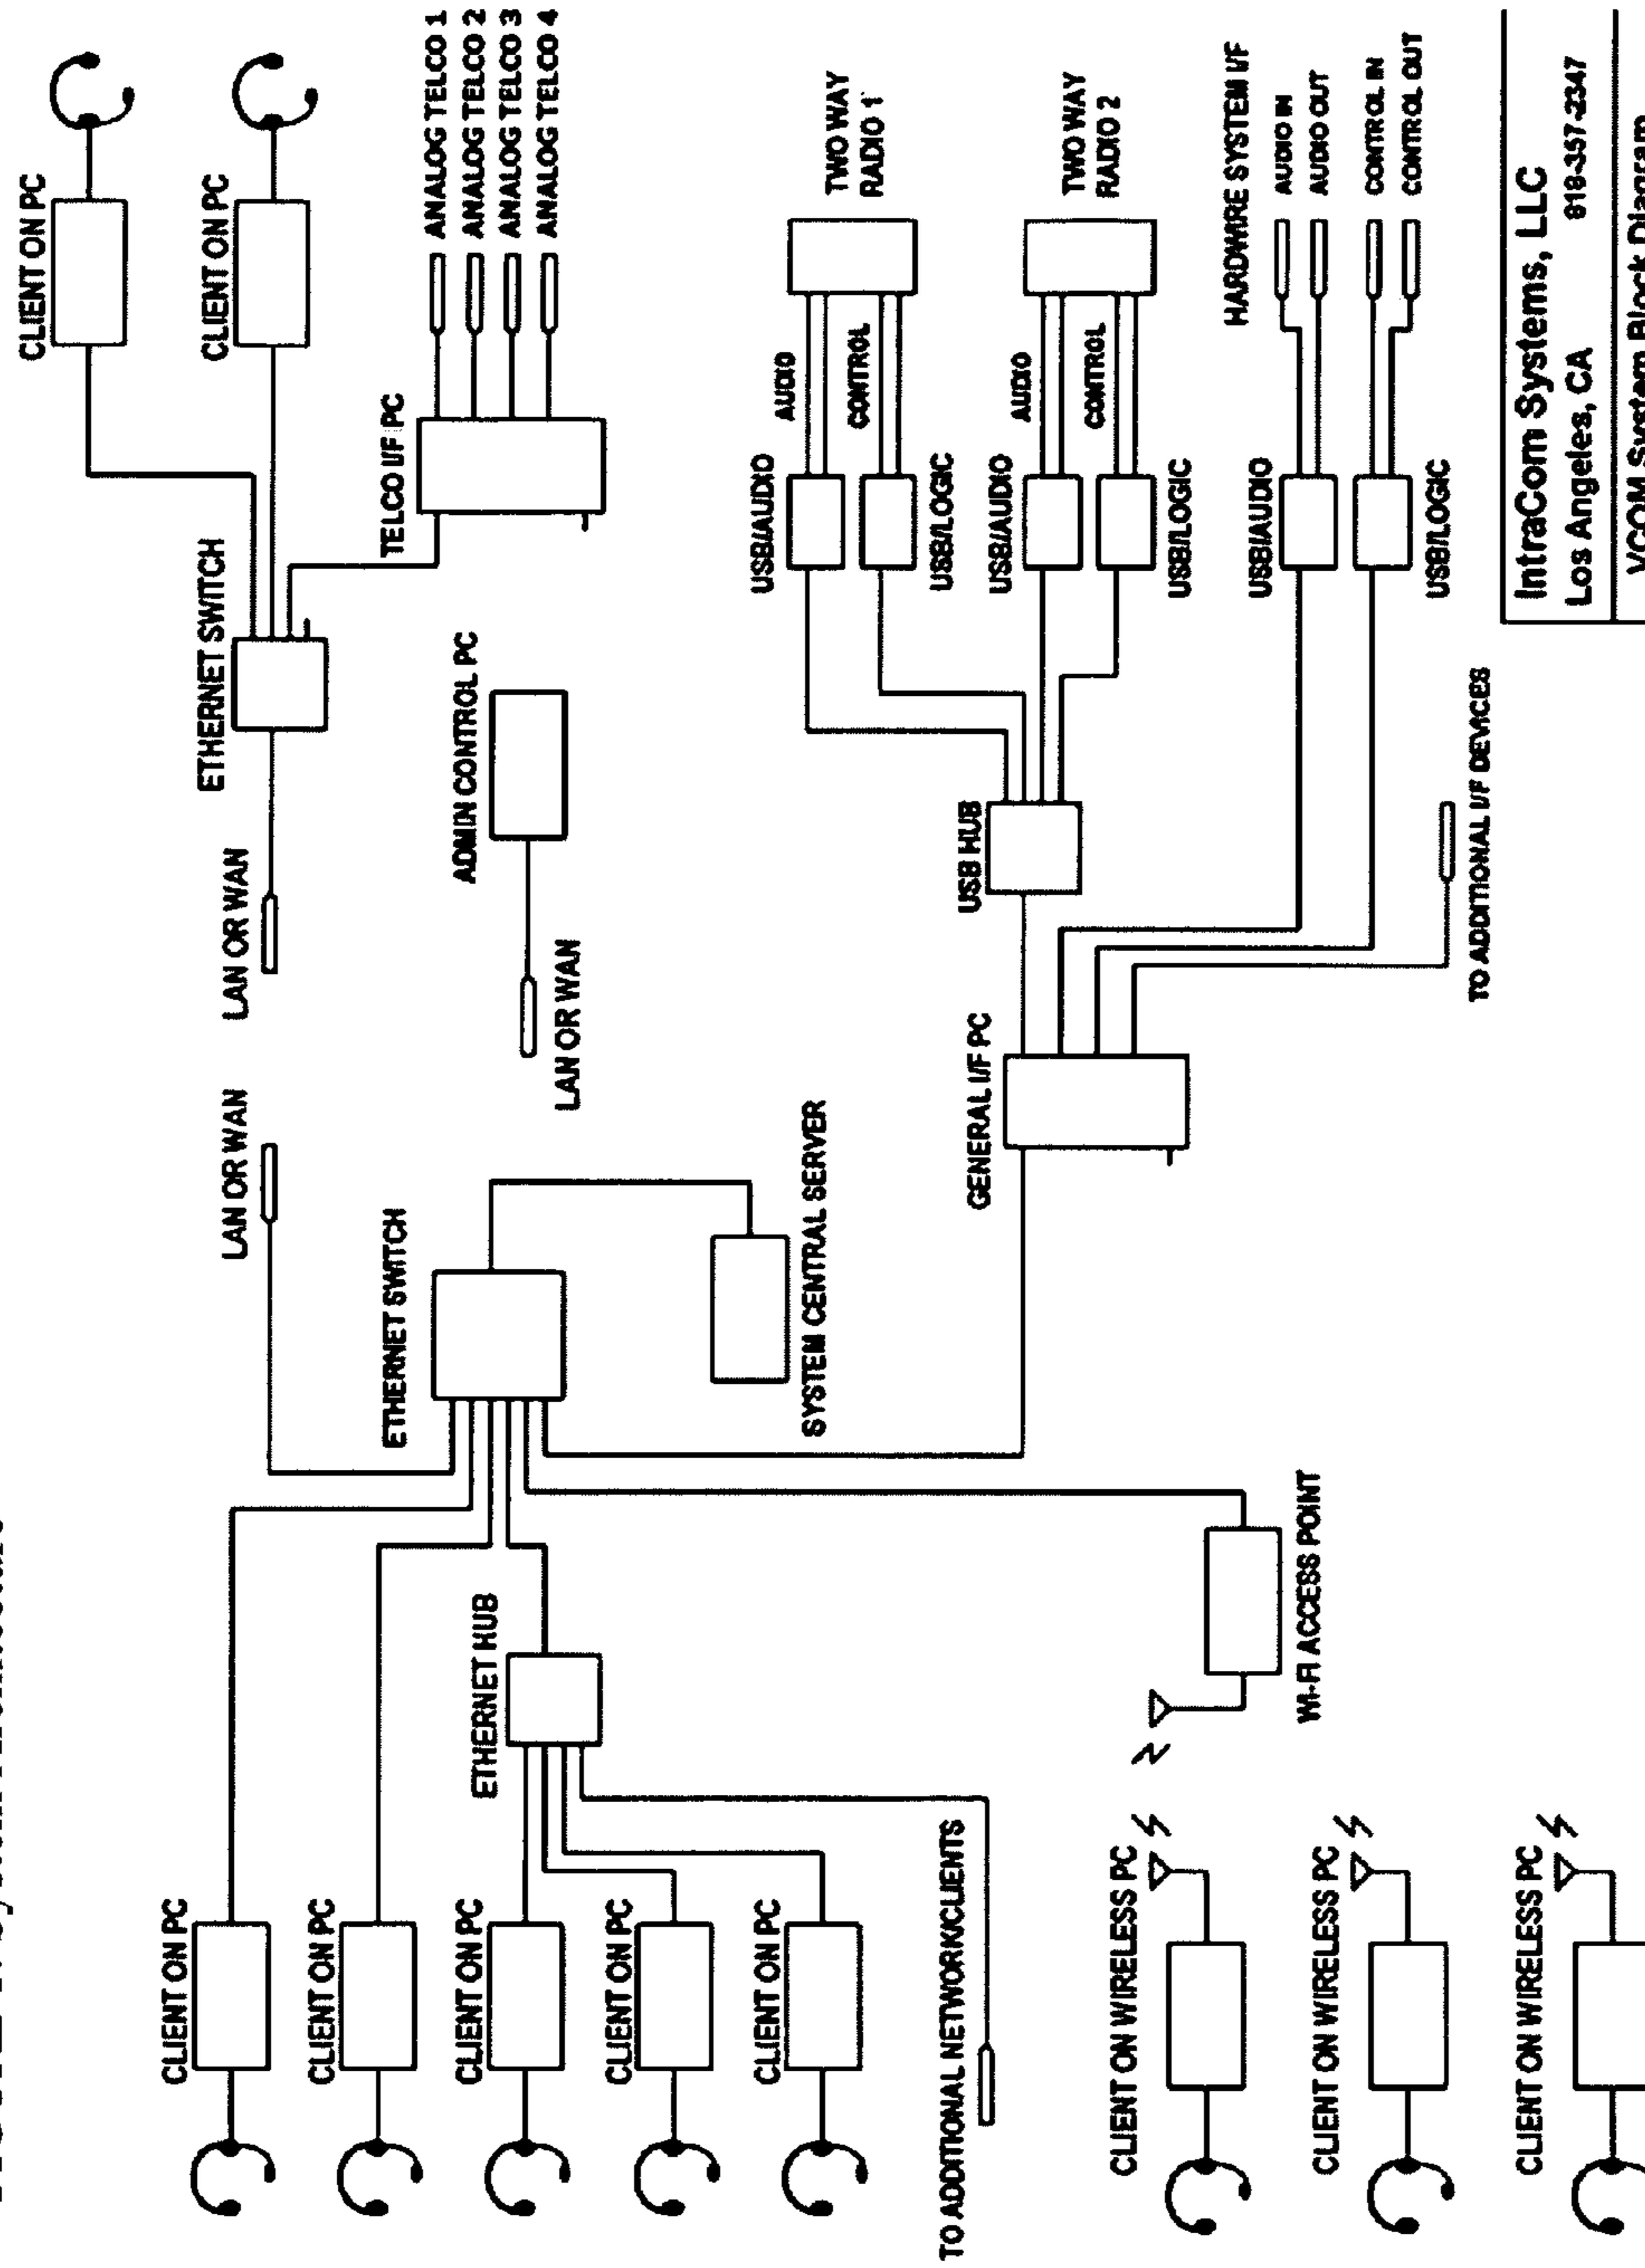 CLIENT ON PC
CLIENT ON PC
ETHERNET SWITCH
LAN OR WAN
LAN OR WAN
TELCO I/F PC
ANALOG TELCO 1
ANALOG TELCO 2
ANALOG TELCO 3
ANALOG TELCO 4
ADMIN CONTROL PC
LAN OR WAN
ETHERNET SWITCH
SYSTEM CENTRAL SERVER
CLIENT ON PC
CLIENT ON PC
CLIENT ON PC
CLIENT ON PC
CLIENT ON PC
ETHERNET HUB
TO ADDITIONAL NETWORK/CLIENTS
USB/AUDIO
AUDIO
CONTROL
USB/LOGIC
TWO WAY
RADIO 1
USB/AUDIO
AUDIO
CONTROL
USB/LOGIC
TWO WAY
RADIO 2
USB HUB
GENERAL I/F PC
HARDWIRE SYSTEM I/F
USB/AUDIO
AUDIO IN
AUDIO OUT
CONTROL IN
CONTROL OUT
USB/LOGIC
TO ADDITIONAL I/F DEVICES
WI-FI ACCESS POINT
CLIENT ON WIRELESS PC
CLIENT ON WIRELESS PC
CLIENT ON WIRELESS PC
IntraCom Systems, LLC
Los Angeles, CA 818-357-2347
VCOM System Block Diagram